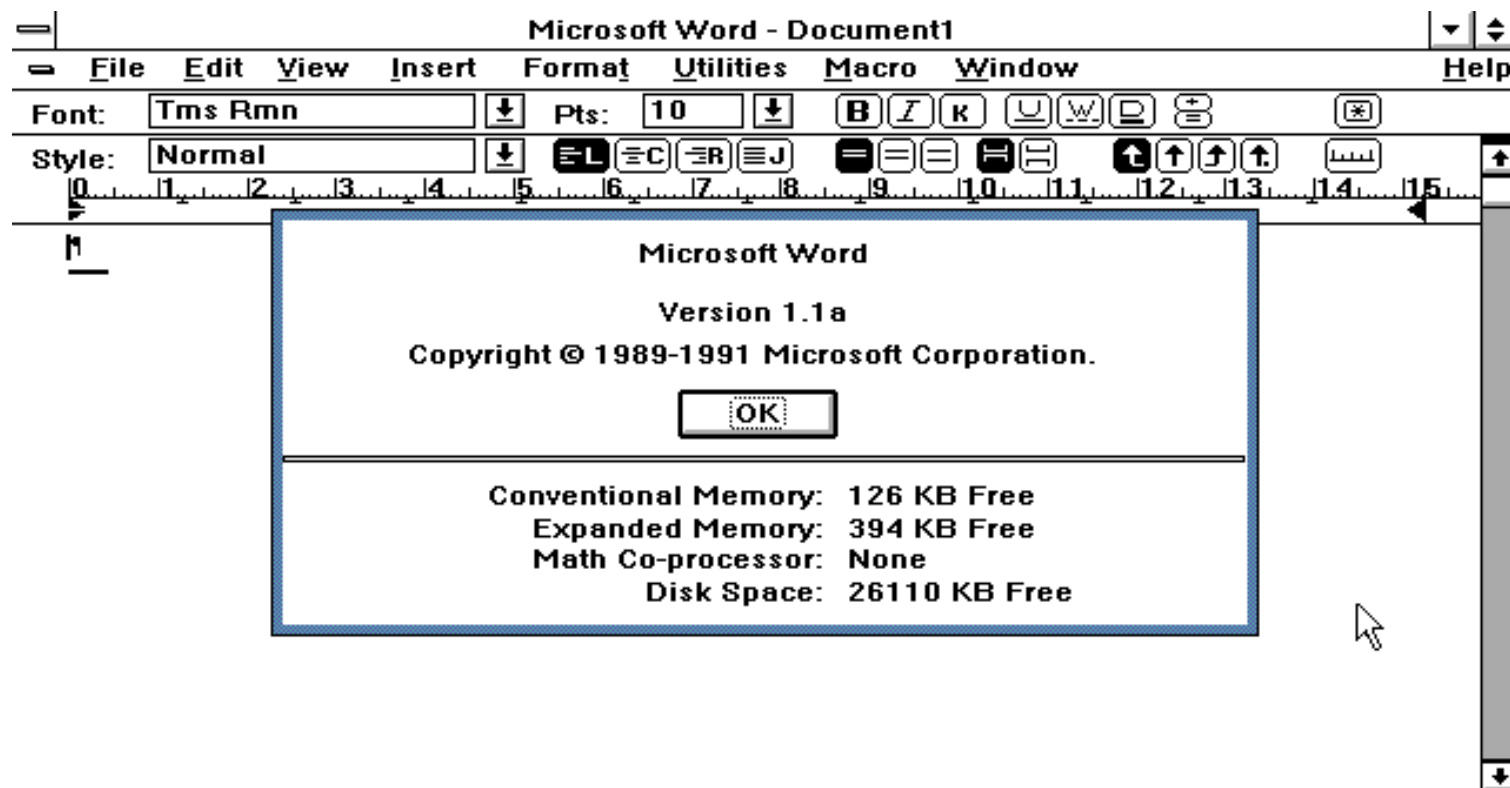 Microsoft Word - Document1
File Edit View Insert Format Utilities Macro Window Help
Font: Tms Rmn Pts: 10 B I K U W D
Style: Normal L C R J
0 1 2 3 4 5 6 7 8 9 10 11 12 13 14 15
¶
Microsoft Word
Version 1.1a
Copyright © 1989-1991 Microsoft Corporation.
OK
Conventional Memory: 126 KB Free
Expanded Memory: 394 KB Free
Math Co-processor: None
Disk Space: 26110 KB Free